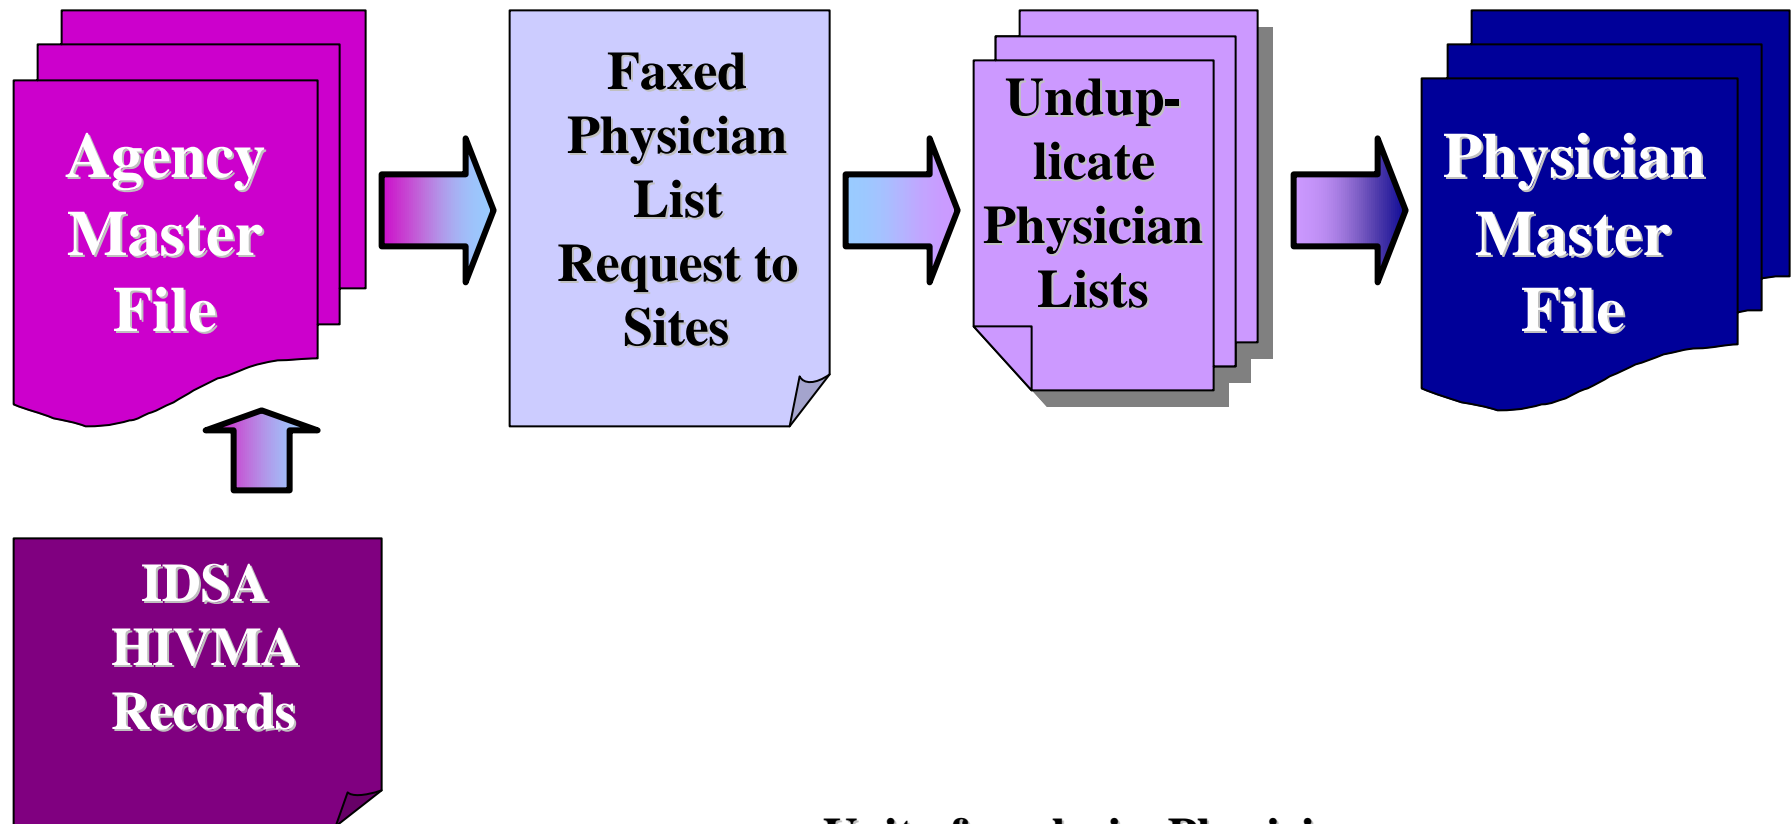 Agency
Master
File
Faxed
Physician
List
Request to
Sites
Undup-
licate
Physician
Lists
Physician
Master
File
IDSA
HIVMA
Records